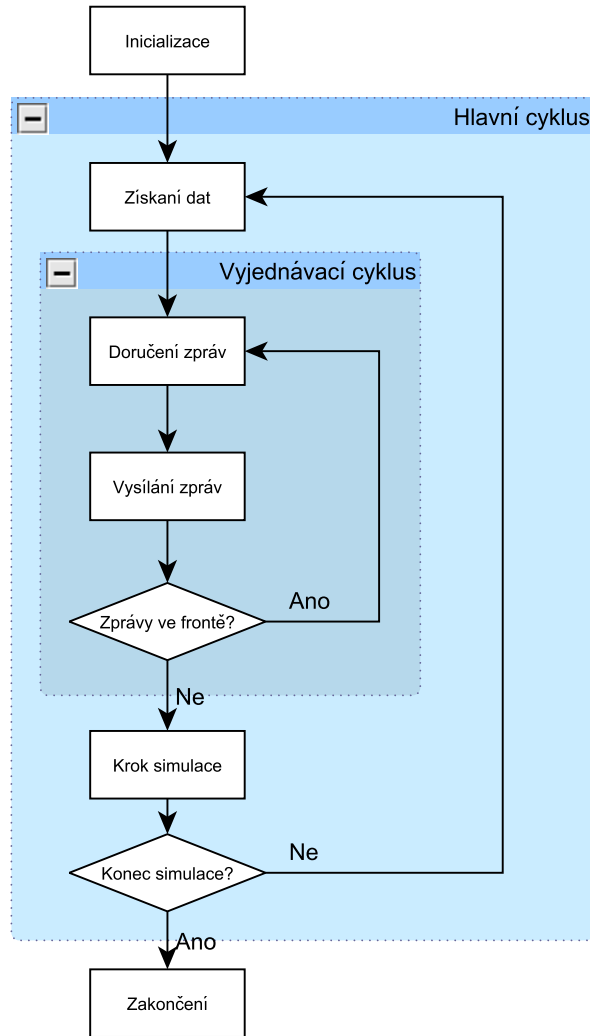 Inicializace
Hlavní cyklus
Získaní dat
Vyjednávací cyklus
Doručení zpráv
Vysílání zpráv
Zprávy ve frontě?
Ano
Ne
Krok simulace
Konec simulace?
Ne
Ano
Zakončení